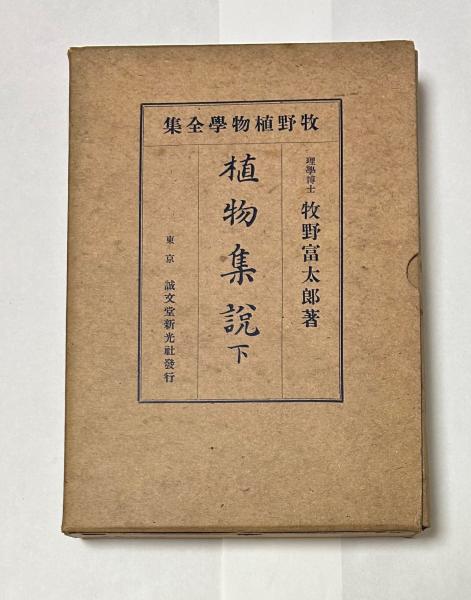 牧野植物學全集
理學博士 牧野富太郎著
植物集說 下
東京 誠文堂新光社發行